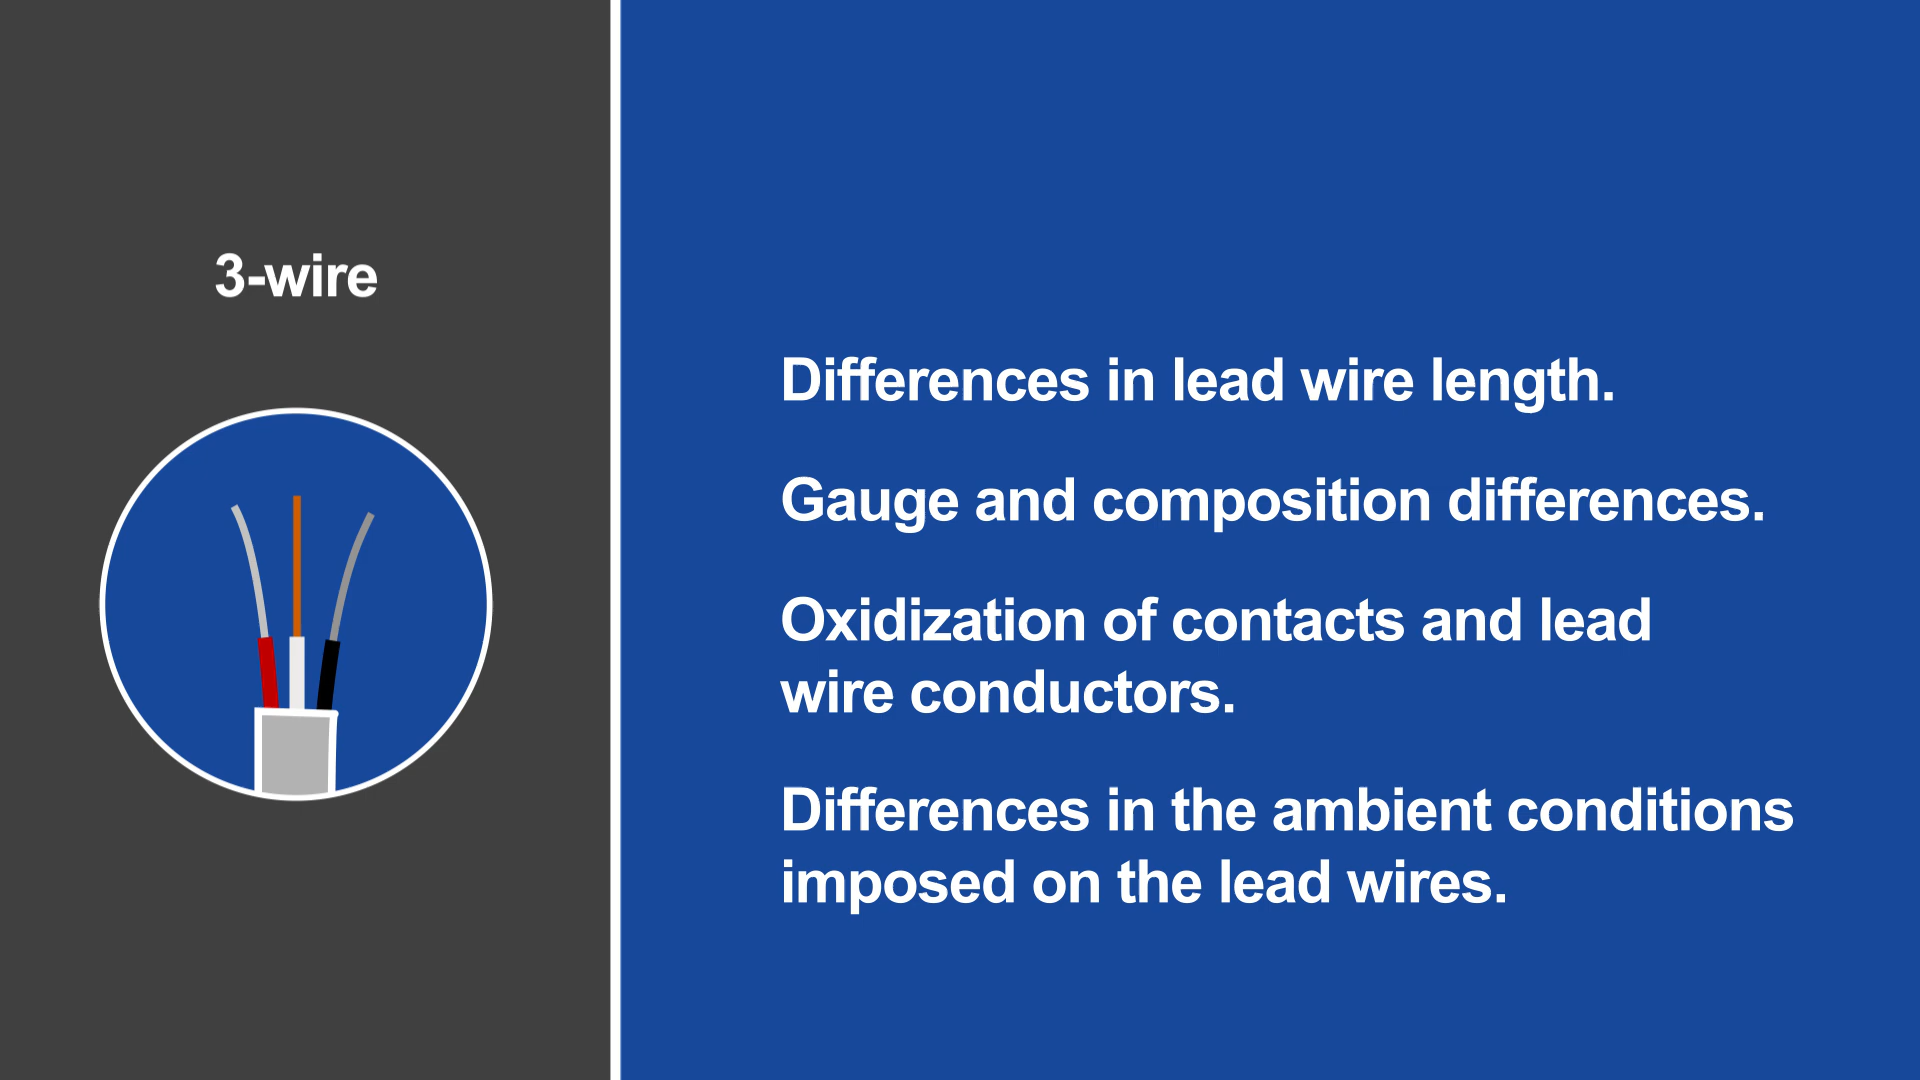 3-wire
Differences in lead wire length.
Gauge and composition differences.
Oxidization of contacts and lead
wire conductors.
Differences in the ambient conditions
imposed on the lead wires.